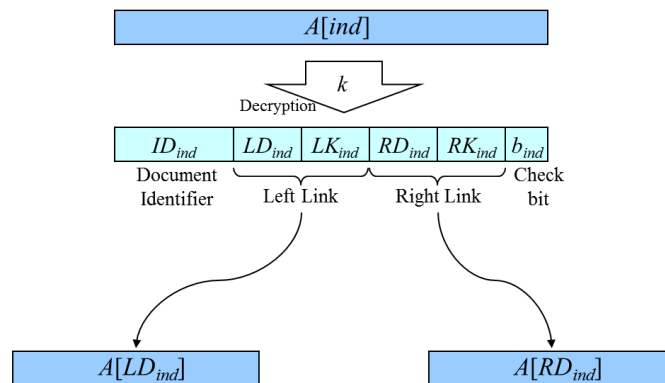 A[ind]
k
Decryption
ID_ind LD_ind LK_ind RD_ind RK_ind b_ind
Document Identifier
Left Link
Right Link
Check bit
A[LD_ind]
A[RD_ind]